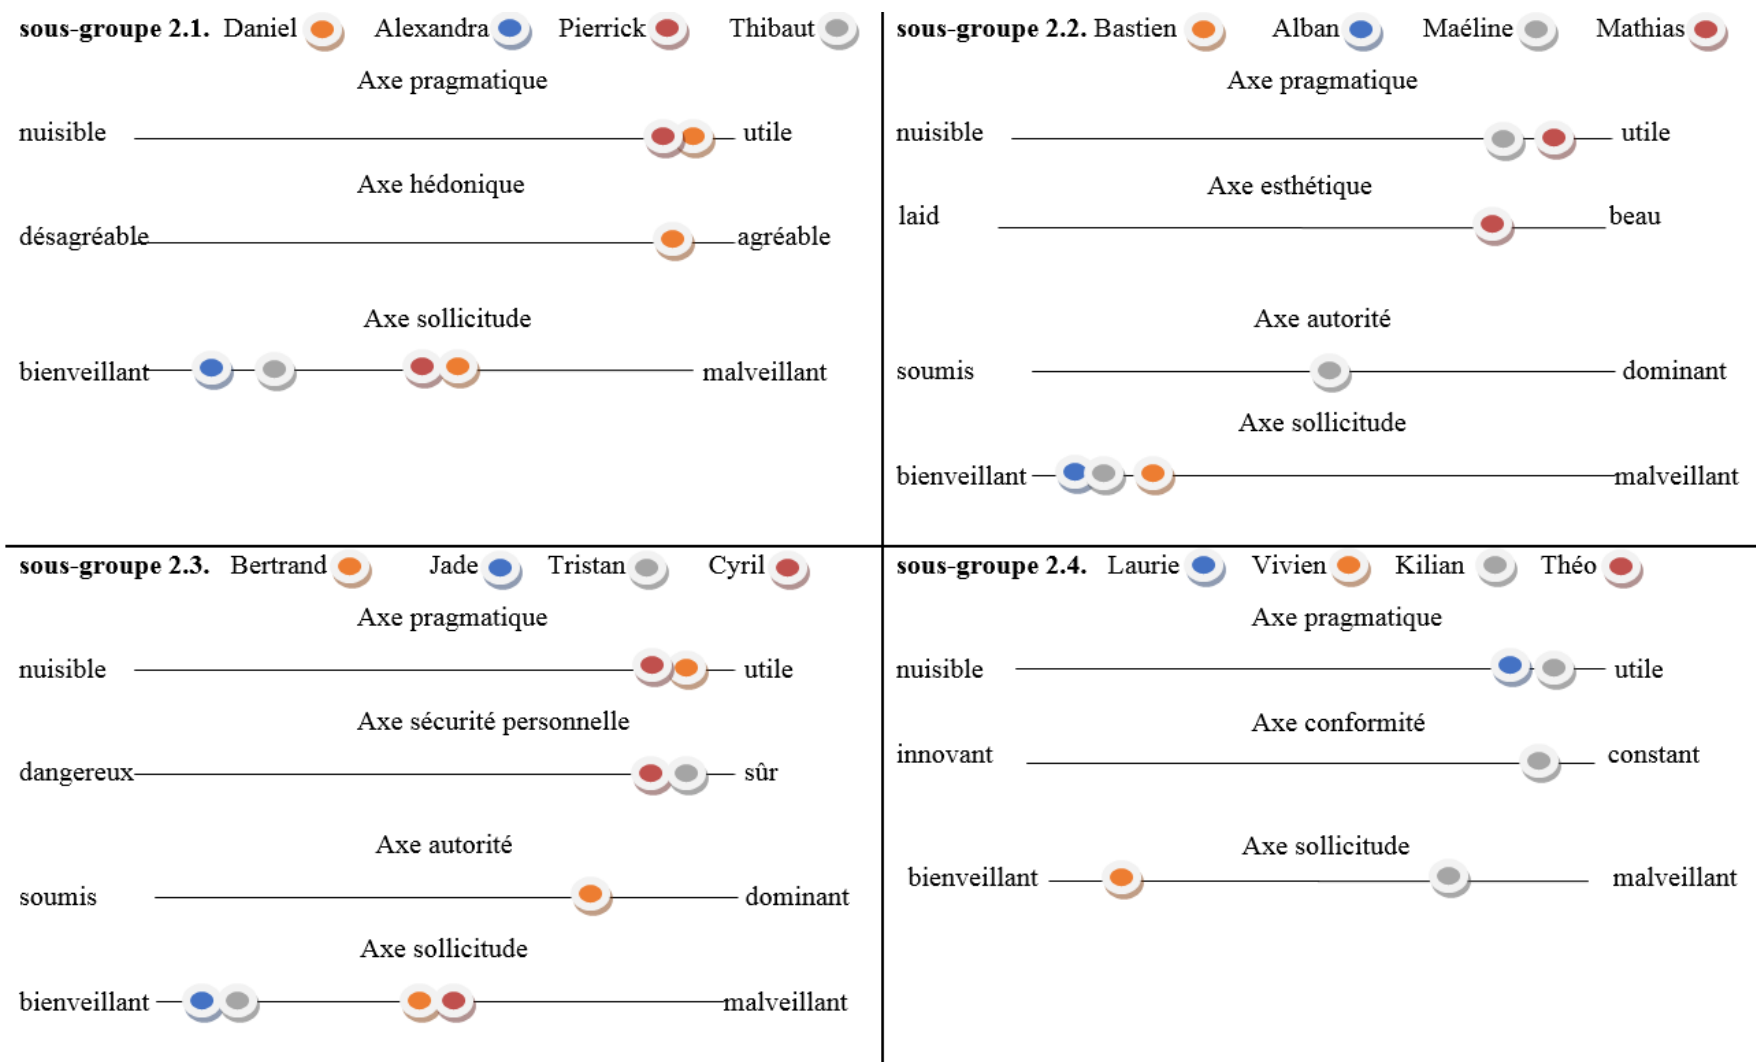 sous-groupe 2.1. Daniel Alexandra Pierrick Thibaut
Axe pragmatique
nuisible utile
Axe hédonique
désagréable agréable
Axe sollicitude
bienveillant malveillant
sous-groupe 2.2. Bastien Alban Maéline Mathias
Axe pragmatique
nuisible utile
Axe esthétique
laid beau
Axe autorité
soumis dominant
Axe sollicitude
bienveillant malveillant
sous-groupe 2.3. Bertrand Jade Tristan Cyril
Axe pragmatique
nuisible utile
Axe sécurité personnelle
dangereux sûr
Axe autorité
soumis dominant
Axe sollicitude
bienveillant malveillant
sous-groupe 2.4. Laurie Vivien Kilian Théo
Axe pragmatique
nuisible utile
Axe conformité
innovant constant
Axe sollicitude
bienveillant malveillant